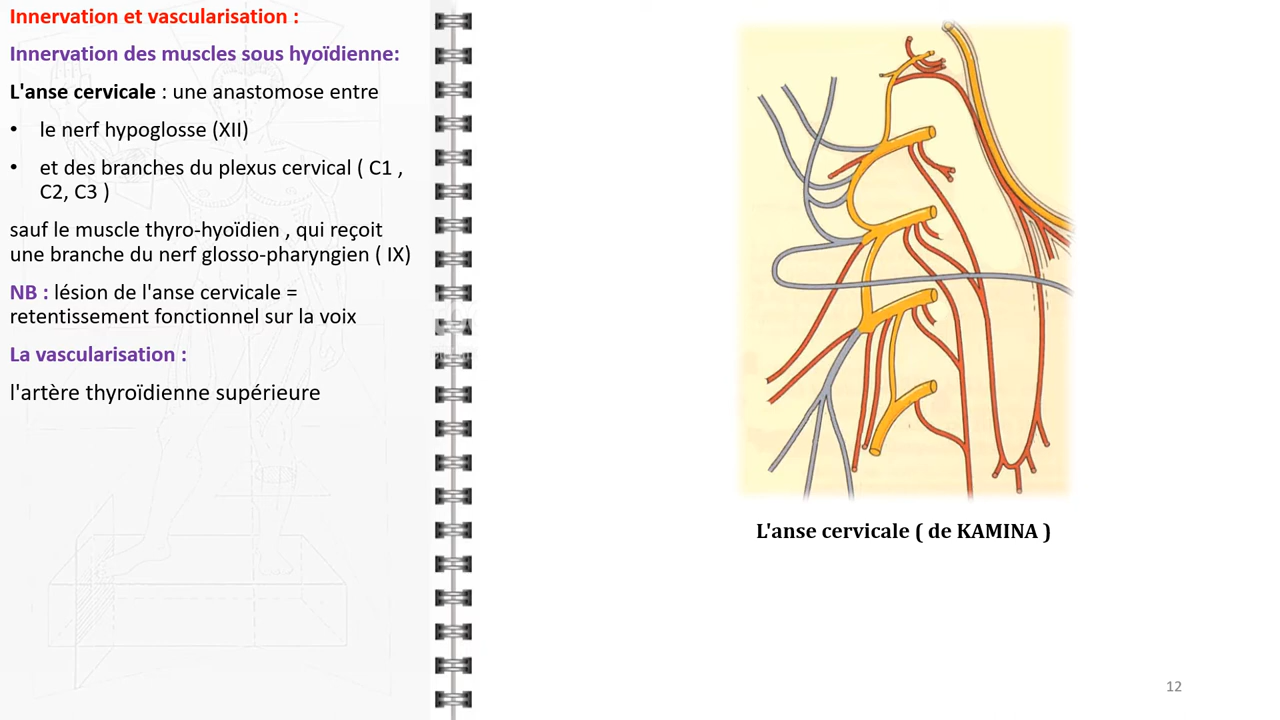 Innervation et vascularisation :
Innervation des muscles sous hyoïdienne:
L'anse cervicale : une anastomose entre
• le nerf hypoglosse (XII)
• et des branches du plexus cervical ( C1 ,
C2, C3 )
sauf le muscle thyro-hyoïdien , qui reçoit
une branche du nerf glosso-pharyngien ( IX)
NB : lésion de l'anse cervicale =
retentissement fonctionnel sur la voix
La vascularisation :
l'artère thyroïdienne supérieure
L'anse cervicale ( de KAMINA )
12